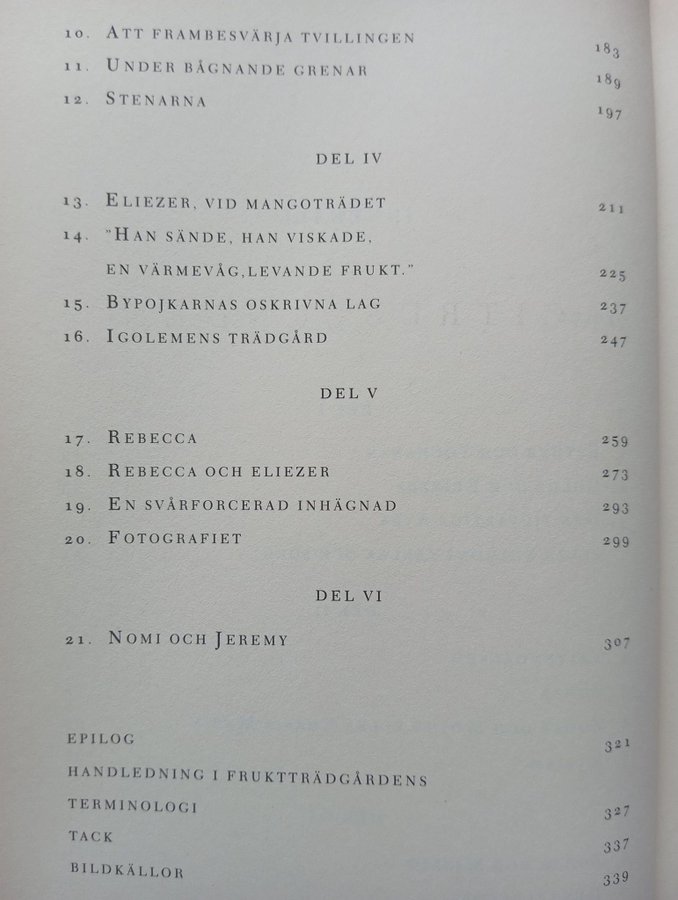 10. ATT FRAMBESVÄRJA TVILLINGEN 183
11. UNDER BÅGNANDE GRENAR 189
12. STENARNA 197
DEL IV
13. ELIEZER, VID MANGOTRÄDET 211
14. ”HAN SÄNDE, HAN VISKADE,
EN VÄRMEVÅG,LEVANDE FRUKT.” 225
15. BYPOJKARNAS OSKRIVNA LAG 237
16. IGOLEMENS TRÄDGÅRD 247
DEL V
17. REBECCA 259
18. REBECCA OCH ELIEZER 273
19. EN SVÅRFORCERAD INHÄGNAD 293
20. FOTOGRAFIET 299
DEL VI
21. NOMI OCH JEREMY 307
EPILOG 321
HANDLEDNING I FRUKTTRÄDGÅRDENS
TERMINOLOGI 327
TACK 337
BILDKÄLLOR 339